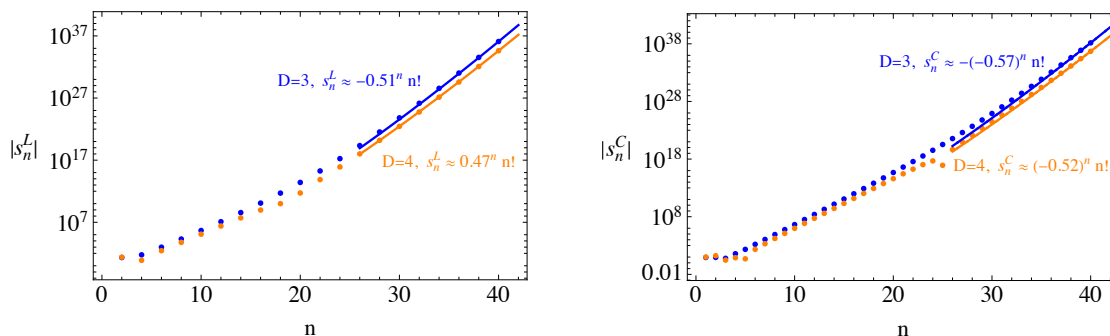 10^37
10^27
10^17
10^7
|s_n^L|
D=3, s_n^L ≈ −0.51^n n!
D=4, s_n^L ≈ 0.47^n n!
0 10 20 30 40
n
10^38
10^28
10^18
10^8
0.01
|s_n^C|
D=3, s_n^C ≈ -(-0.57)^n n!
D=4, s_n^C ≈ (-0.52)^n n!
0 10 20 30 40
n